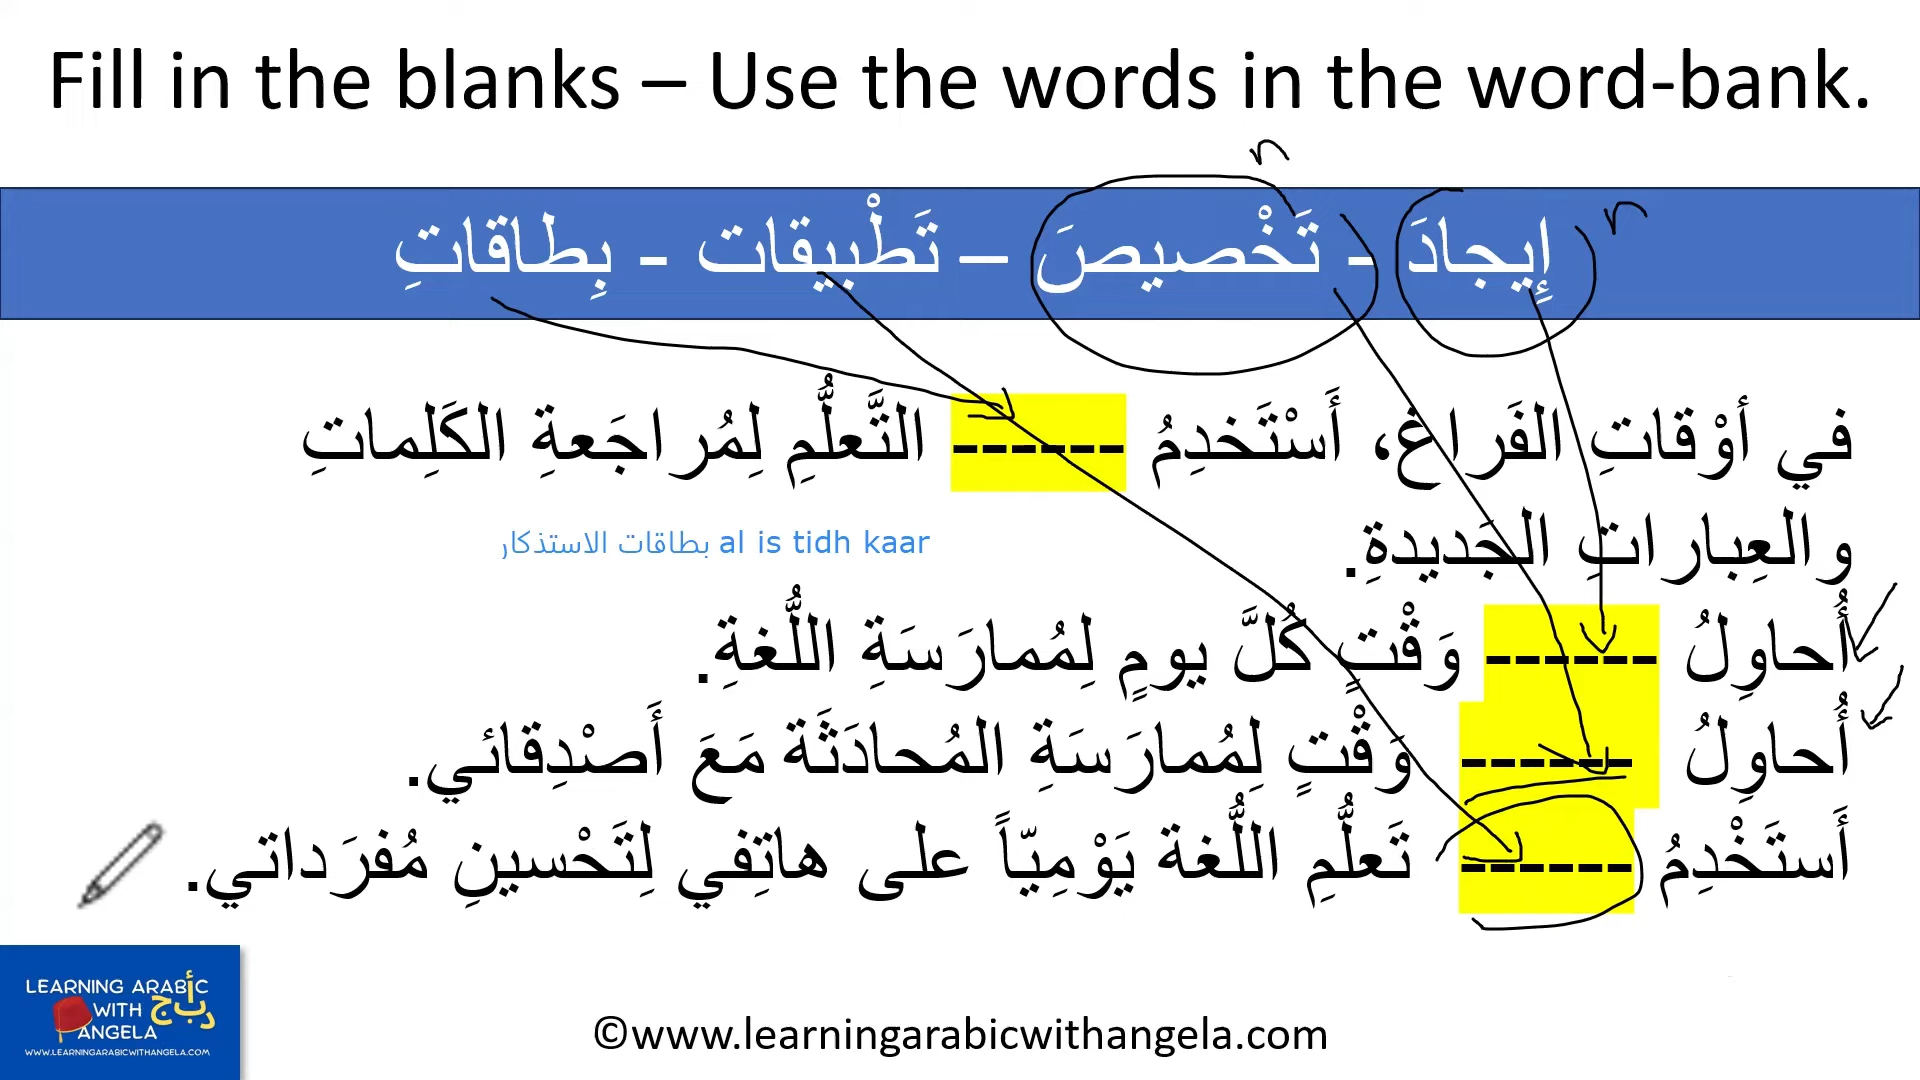 Fill in the blanks – Use the words in the word-bank.
n
n
إِيجادَ - تَخْصيصَ – تَطْبيقات - بِطاقاتِ
في أوْقاتِ الفَراغ، أَسْتَخدِمُ ------ التَّعلُّمِ لِمُراجَعةِ الكَلِماتِ
والعِباراتِ الجَديدةِ.
بطاقات الاستذكار al is tidh kaar
أُحاوِلُ ------ وَقْتٍ كُلَّ يومٍ لِمُمارَسَةِ اللُّغةِ.
أُحاوِلُ ------ وَقْتٍ لِمُمارَسَةِ المُحادَثَة مَعَ أَصْدِقائي.
أَستَخْدِمُ ------ تَعلُّمِ اللُّغة يَوْمِيّاً على هاتِفِي لِتَحْسينِ مُفرَداتي.
LEARNING ARABIC
WITH
ANGELA
أبج
WWW.LEARNINGARABICWITHANGELA.COM
©www.learningarabicwithangela.com